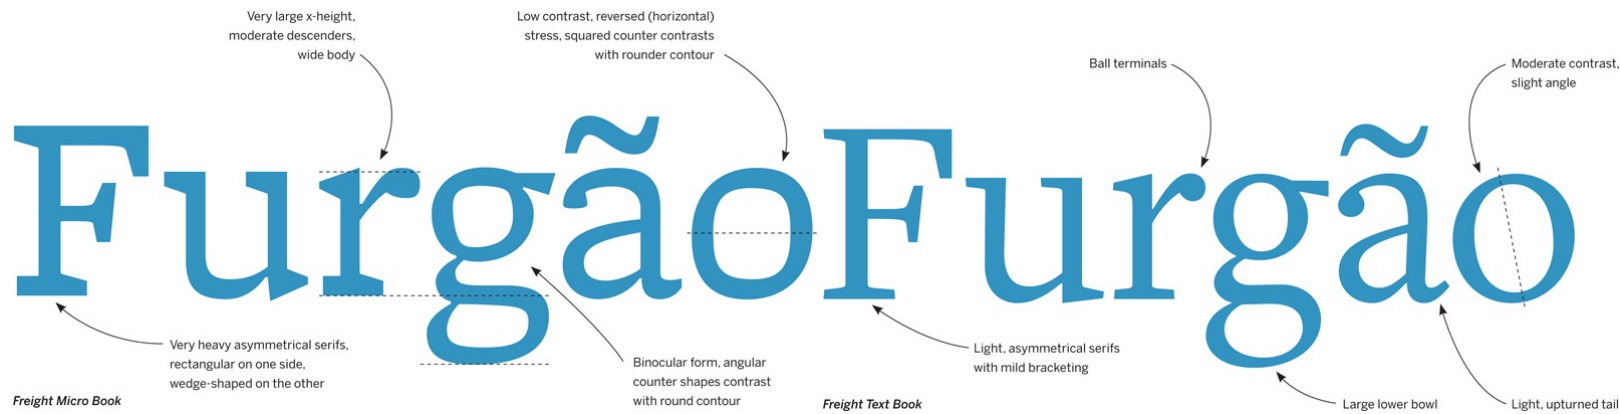 Very large x-height,
moderate descenders,
wide body
Low contrast, reversed (horizontal)
stress, squared counter contrasts
with rounder contour
Furgão
Very heavy asymmetrical serifs,
rectangular on one side,
wedge-shaped on the other
Binocular form, angular
counter shapes contrast
with round contour
Freight Micro Book
Ball terminals
Moderate contrast,
slight angle
Furgão
Light, asymmetrical serifs
with mild bracketing
Large lower bowl
Light, upturned tail
Freight Text Book